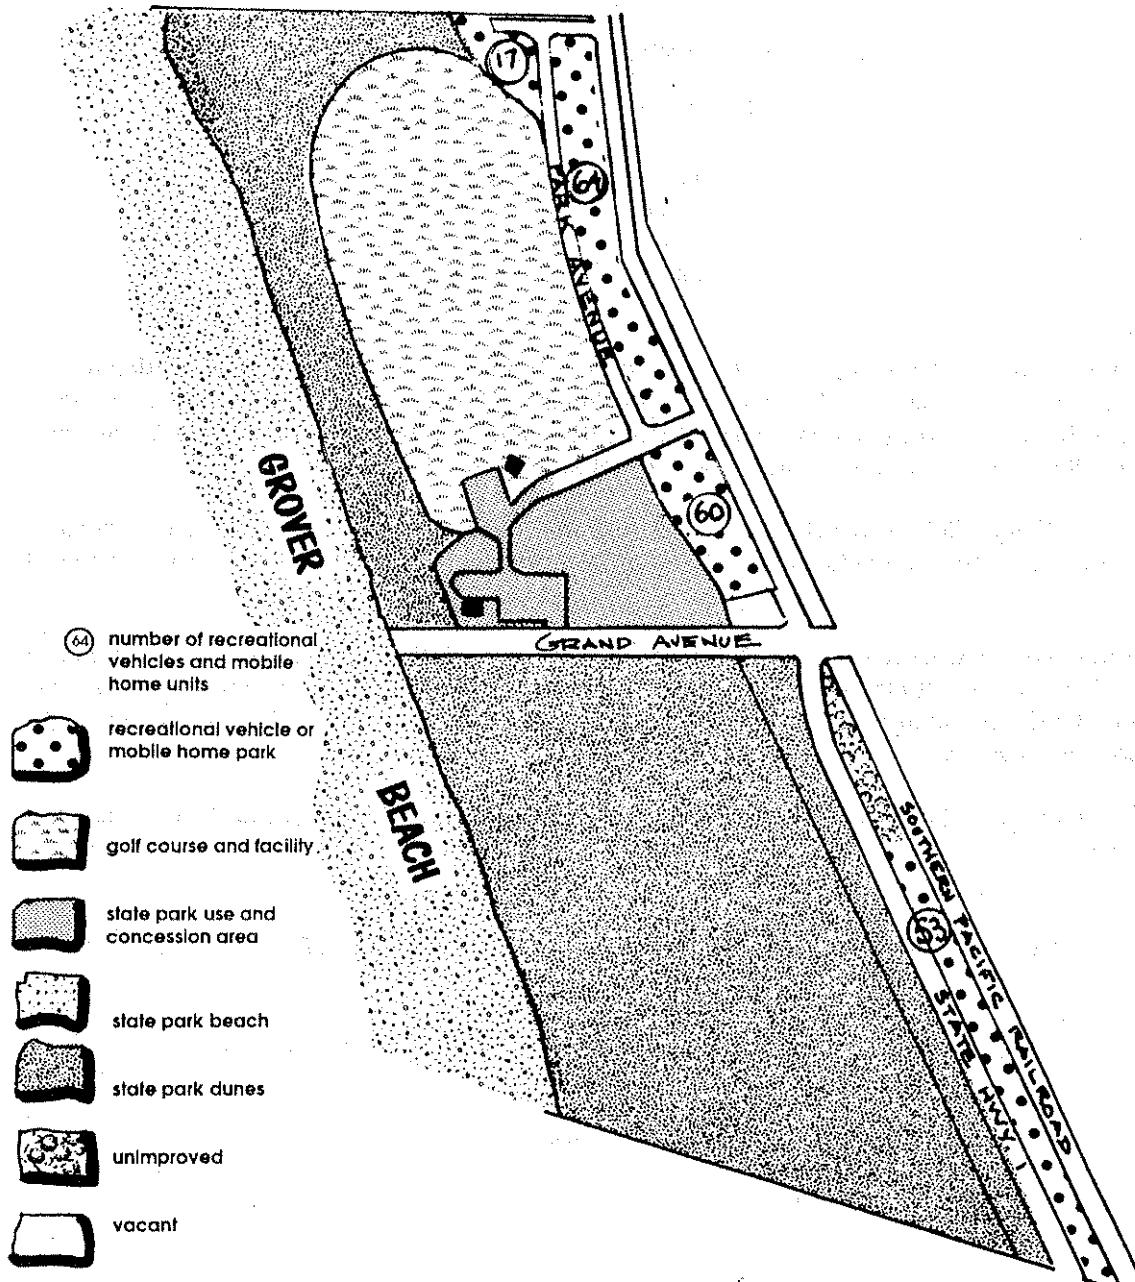 17
64
PARK AVENUE
GROVER
60
64 number of recreational
vehicles and mobile
home units
GRAND AVENUE
recreational vehicle or
mobile home park
BEACH
golf course and facility
SOUTHERN PACIFIC RAILROAD
state park use and
concession area
STATE HWY. 1
state park beach
state park dunes
unimproved
vacant